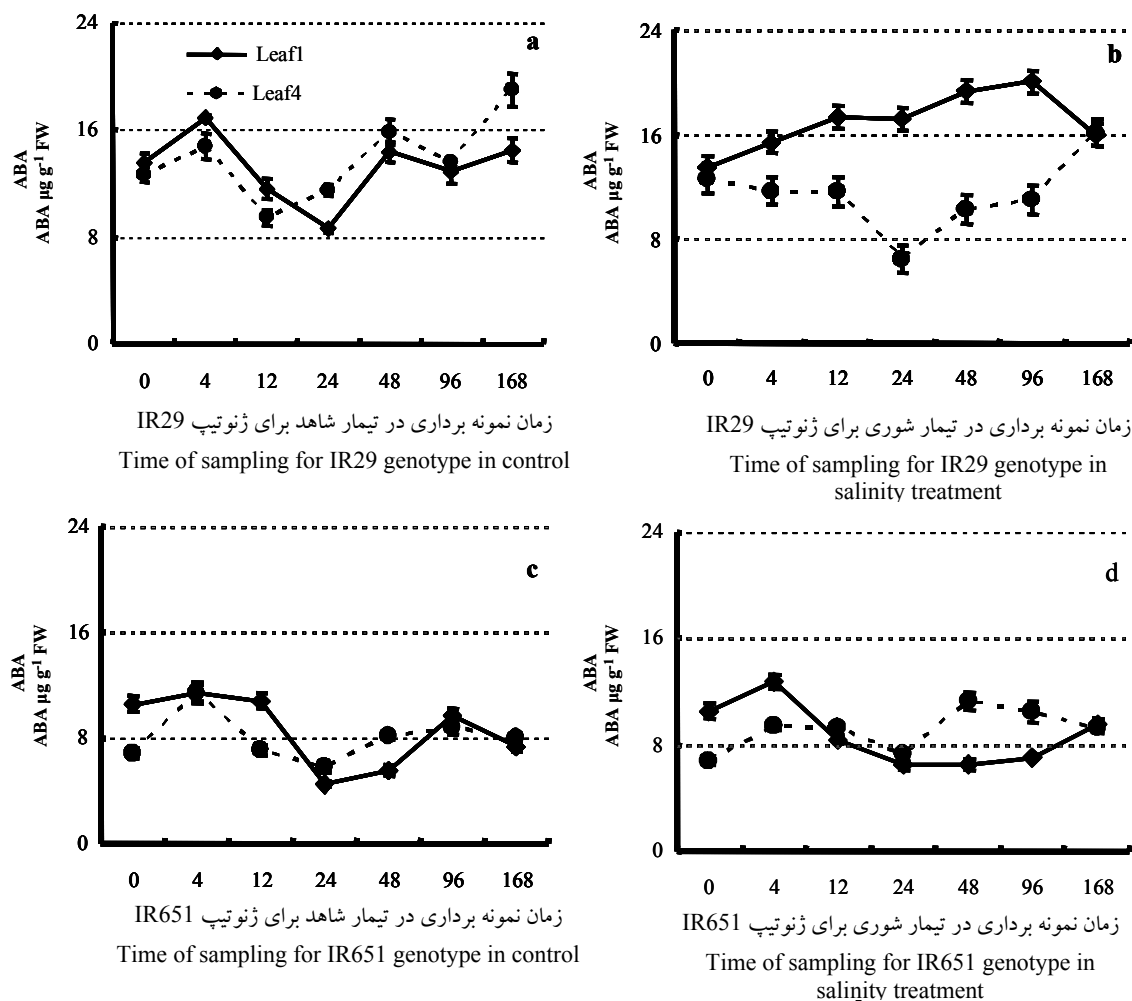 24
16
8
0
ABA
ABA µg g⁻¹ FW
a
Leaf1
Leaf4
0 4 12 24 48 96 168
زمان نمونه برداری در تیمار شاهد برای ژنوتیپ IR29
Time of sampling for IR29 genotype in control
24
16
8
0
ABA
ABA µg g⁻¹ FW
b
0 4 12 24 48 96 168
زمان نمونه برداری در تیمار شوری برای ژنوتیپ IR29
Time of sampling for IR29 genotype in
salinity treatment
24
16
8
0
ABA
ABA µg g⁻¹ FW
c
0 4 12 24 48 96 168
زمان نمونه برداری در تیمار شاهد برای ژنوتیپ IR651
Time of sampling for IR651 genotype in control
24
16
8
0
ABA
ABA µg g⁻¹ FW
d
0 4 12 24 48 96 168
زمان نمونه برداری در تیمار شوری برای ژنوتیپ IR651
Time of sampling for IR651 genotype in
salinity treatment